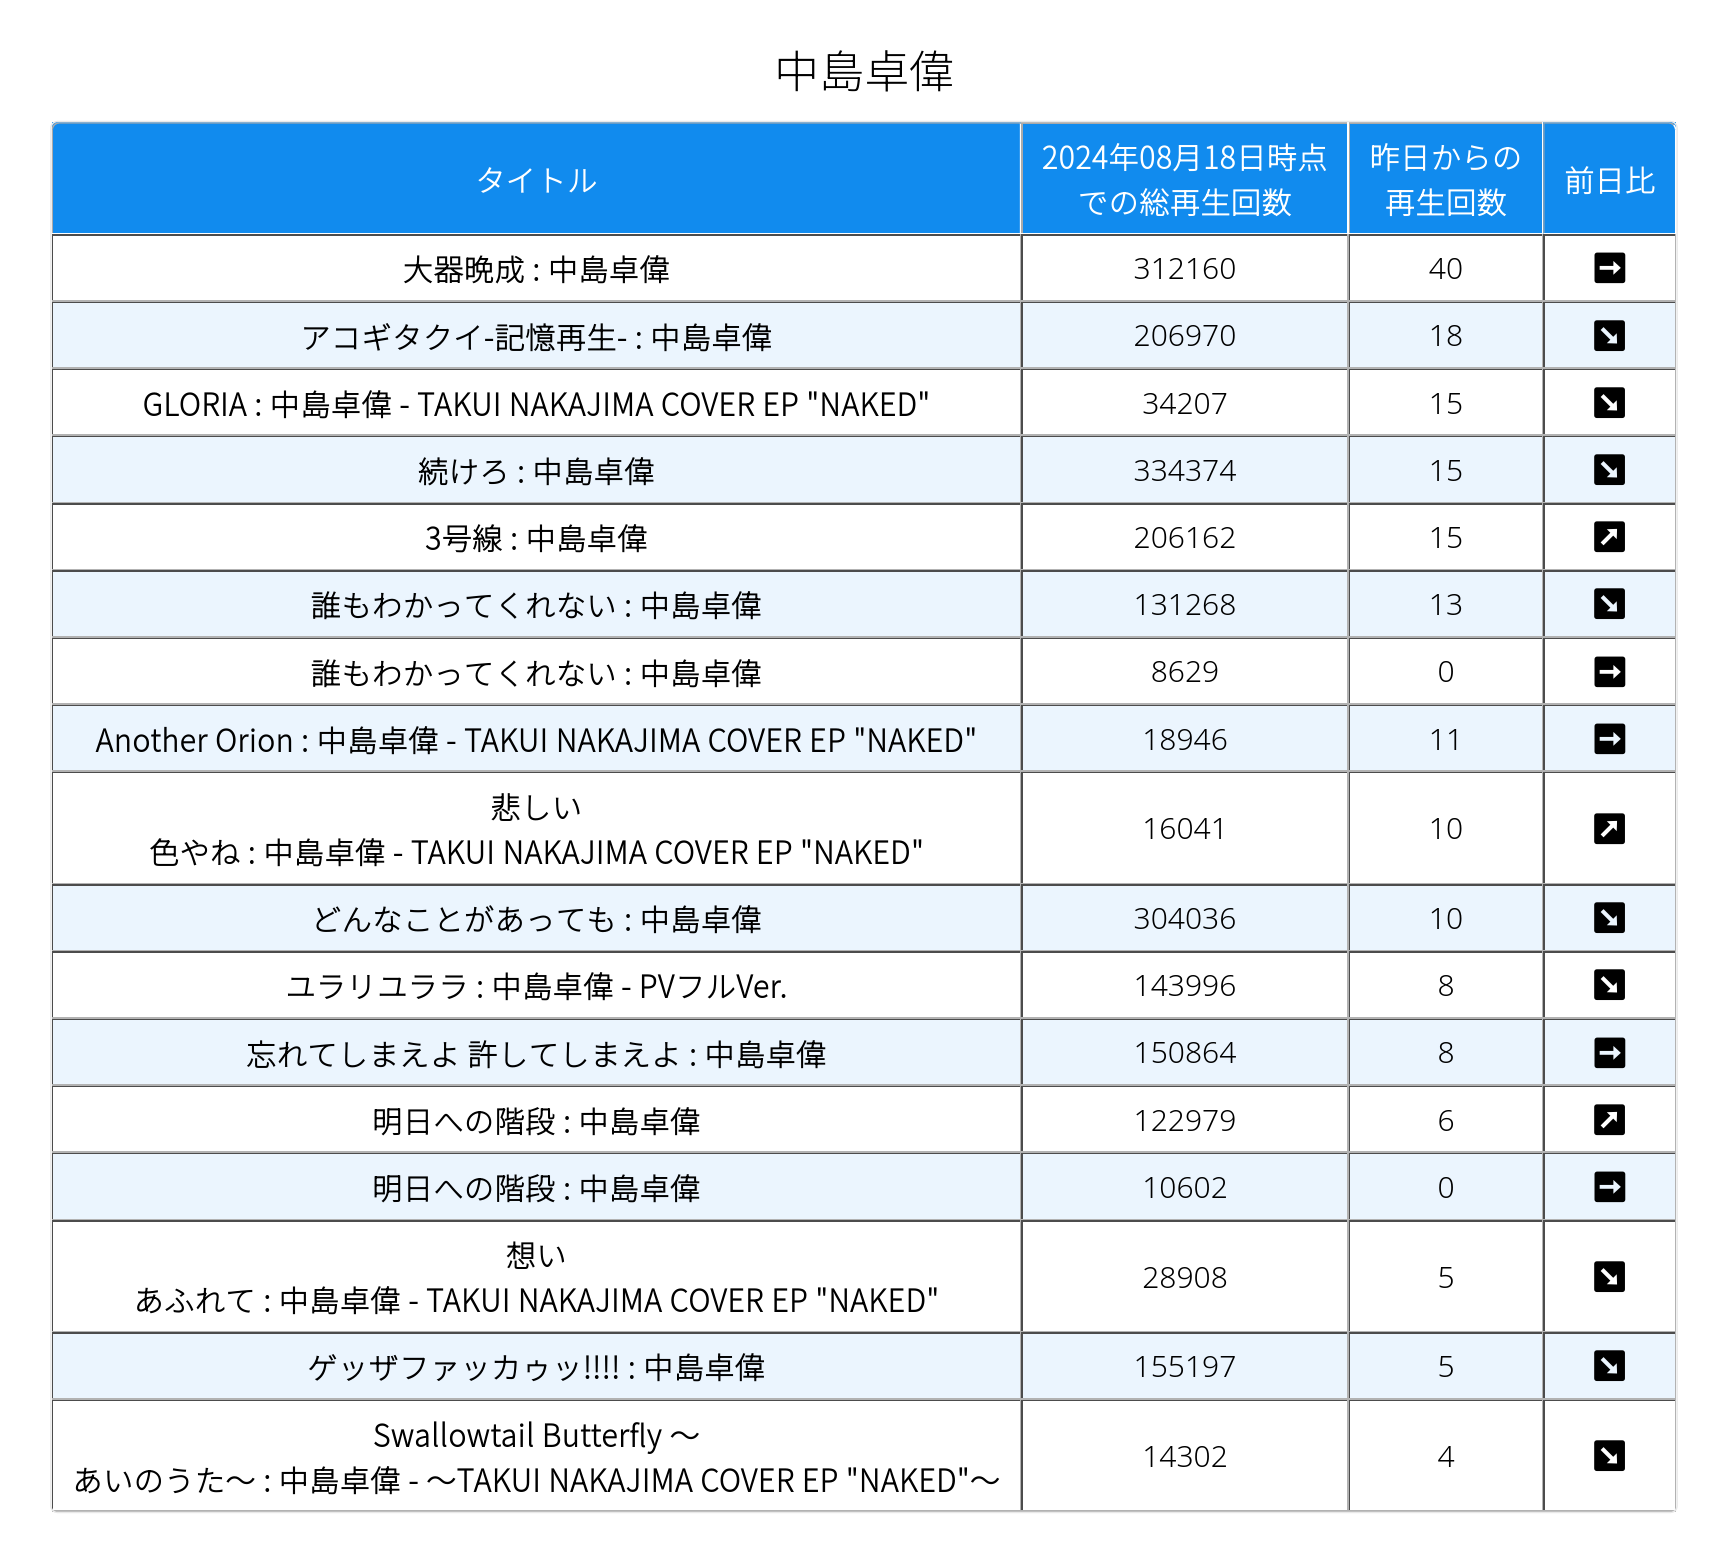 中島卓偉
タイトル
2024年08月18日時点
での総再生回数
昨日からの
再生回数
前日比
大器晩成 : 中島卓偉 312160 40
アコギタクイ-記憶再生- : 中島卓偉 206970 18
GLORIA : 中島卓偉 - TAKUI NAKAJIMA COVER EP "NAKED" 34207 15
続けろ : 中島卓偉 334374 15
3号線 : 中島卓偉 206162 15
誰もわかってくれない : 中島卓偉 131268 13
誰もわかってくれない : 中島卓偉 8629 0
Another Orion : 中島卓偉 - TAKUI NAKAJIMA COVER EP "NAKED" 18946 11
悲しい
色やね : 中島卓偉 - TAKUI NAKAJIMA COVER EP "NAKED" 16041 10
どんなことがあっても : 中島卓偉 304036 10
ユラリユララ : 中島卓偉 - PVフルVer. 143996 8
忘れてしまえよ 許してしまえよ : 中島卓偉 150864 8
明日への階段 : 中島卓偉 122979 6
明日への階段 : 中島卓偉 10602 0
想い
あふれて : 中島卓偉 - TAKUI NAKAJIMA COVER EP "NAKED" 28908 5
ゲッザファッカゥッ!!!! : 中島卓偉 155197 5
Swallowtail Butterfly ～
あいのうた～ : 中島卓偉 - ～TAKUI NAKAJIMA COVER EP "NAKED"～ 14302 4